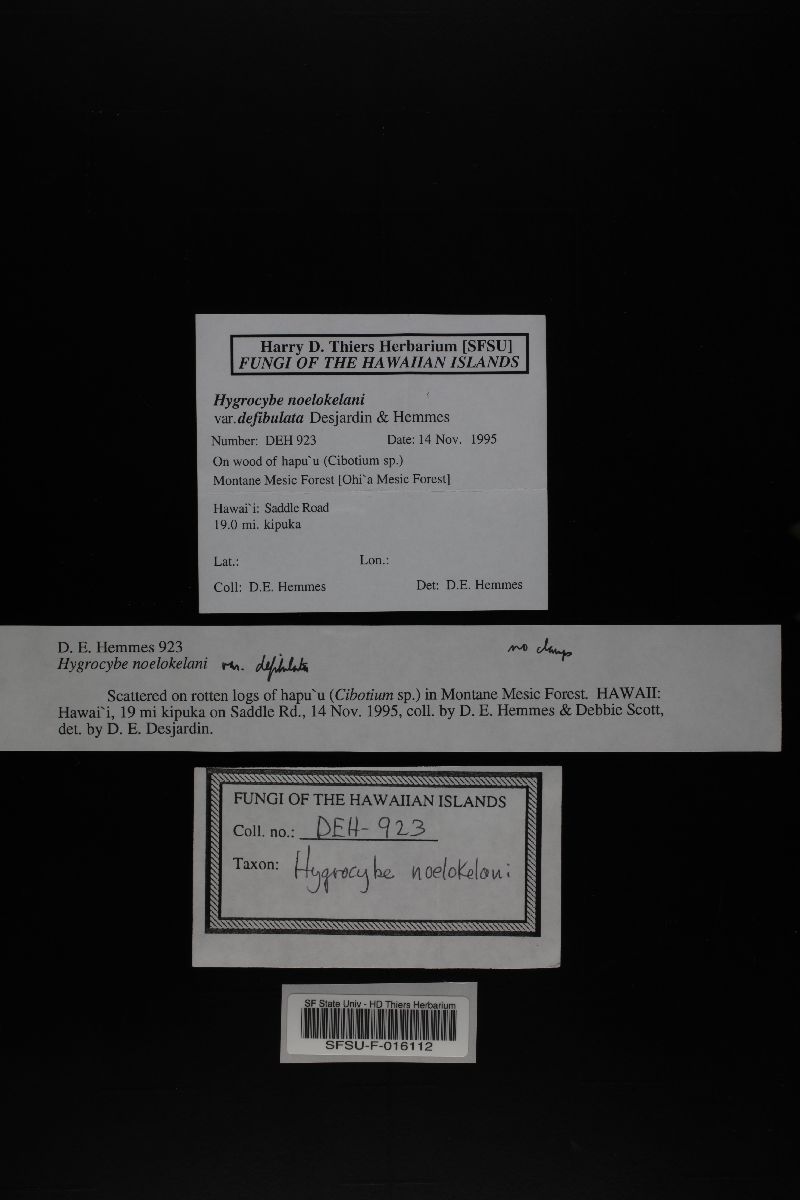 Harry D. Thiers Herbarium [SFSU]
FUNGI OF THE HAWAIIAN ISLANDS
Hygrocybe noelokelani
var. defibulata Desjardin & Hemmes
Number: DEH 923 Date: 14 Nov. 1995
On wood of hapu`u (Cibotium sp.)
Montane Mesic Forest [Ohi`a Mesic Forest]
Hawai`i: Saddle Road
19.0 mi. kipuka
Lat.: Lon.:
Coll: D.E. Hemmes Det: D.E. Hemmes
D. E. Hemmes 923 no clamps
Hygrocybe noelokelani var. defibulata
Scattered on rotten logs of hapu`u (Cibotium sp.) in Montane Mesic Forest. HAWAII:
Hawai`i, 19 mi kipuka on Saddle Rd., 14 Nov. 1995, coll. by D. E. Hemmes & Debbie Scott,
det. by D. E. Desjardin.
FUNGI OF THE HAWAIIAN ISLANDS
Coll. no.: DEH-923
Taxon: Hygrocybe noelokelani
SF State Univ - HD Thiers Herbarium
SFSU-F-016112